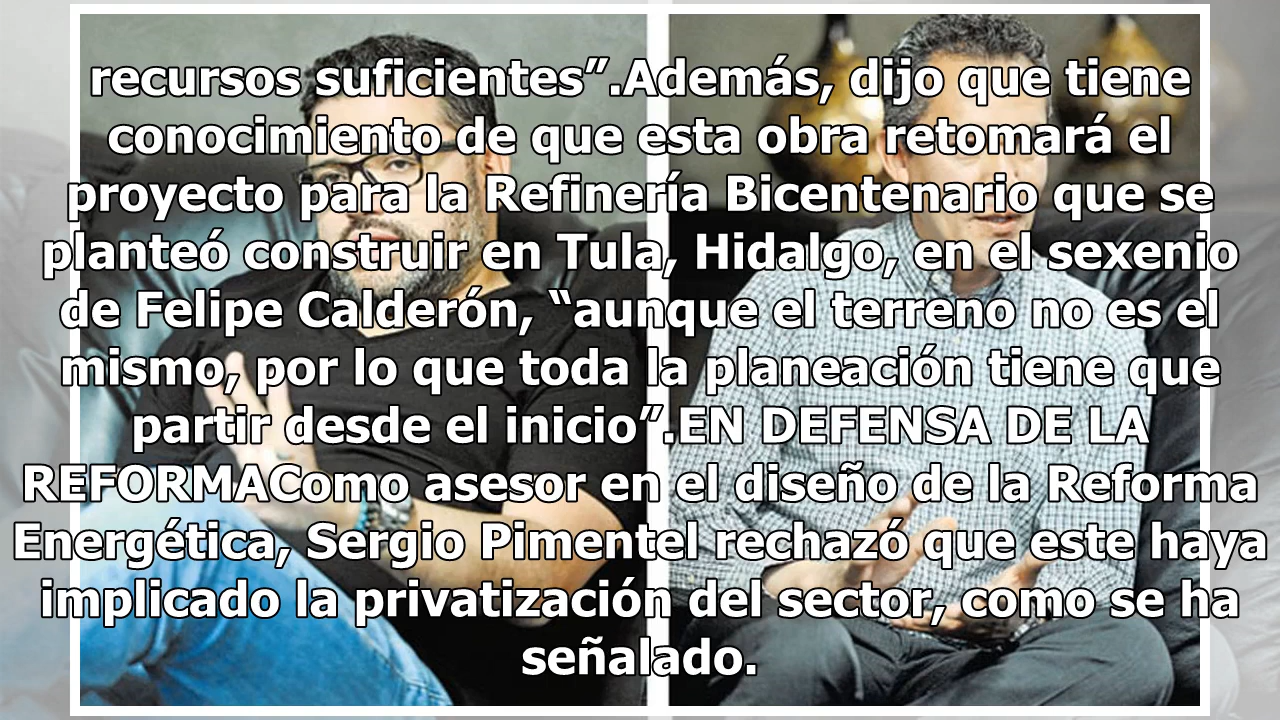 recursos suficientes”.Además, dijo que tiene
conocimiento de que esta obra retomará el
proyecto para la Refinería Bicentenario que se
planteó construir en Tula, Hidalgo, en el sexenio
de Felipe Calderón, “aunque el terreno no es el
mismo, por lo que toda la planeación tiene que
partir desde el inicio”.EN DEFENSA DE LA
REFORMAComo asesor en el diseño de la Reforma
Energética, Sergio Pimentel rechazó que este haya
implicado la privatización del sector, como se ha
señalado.